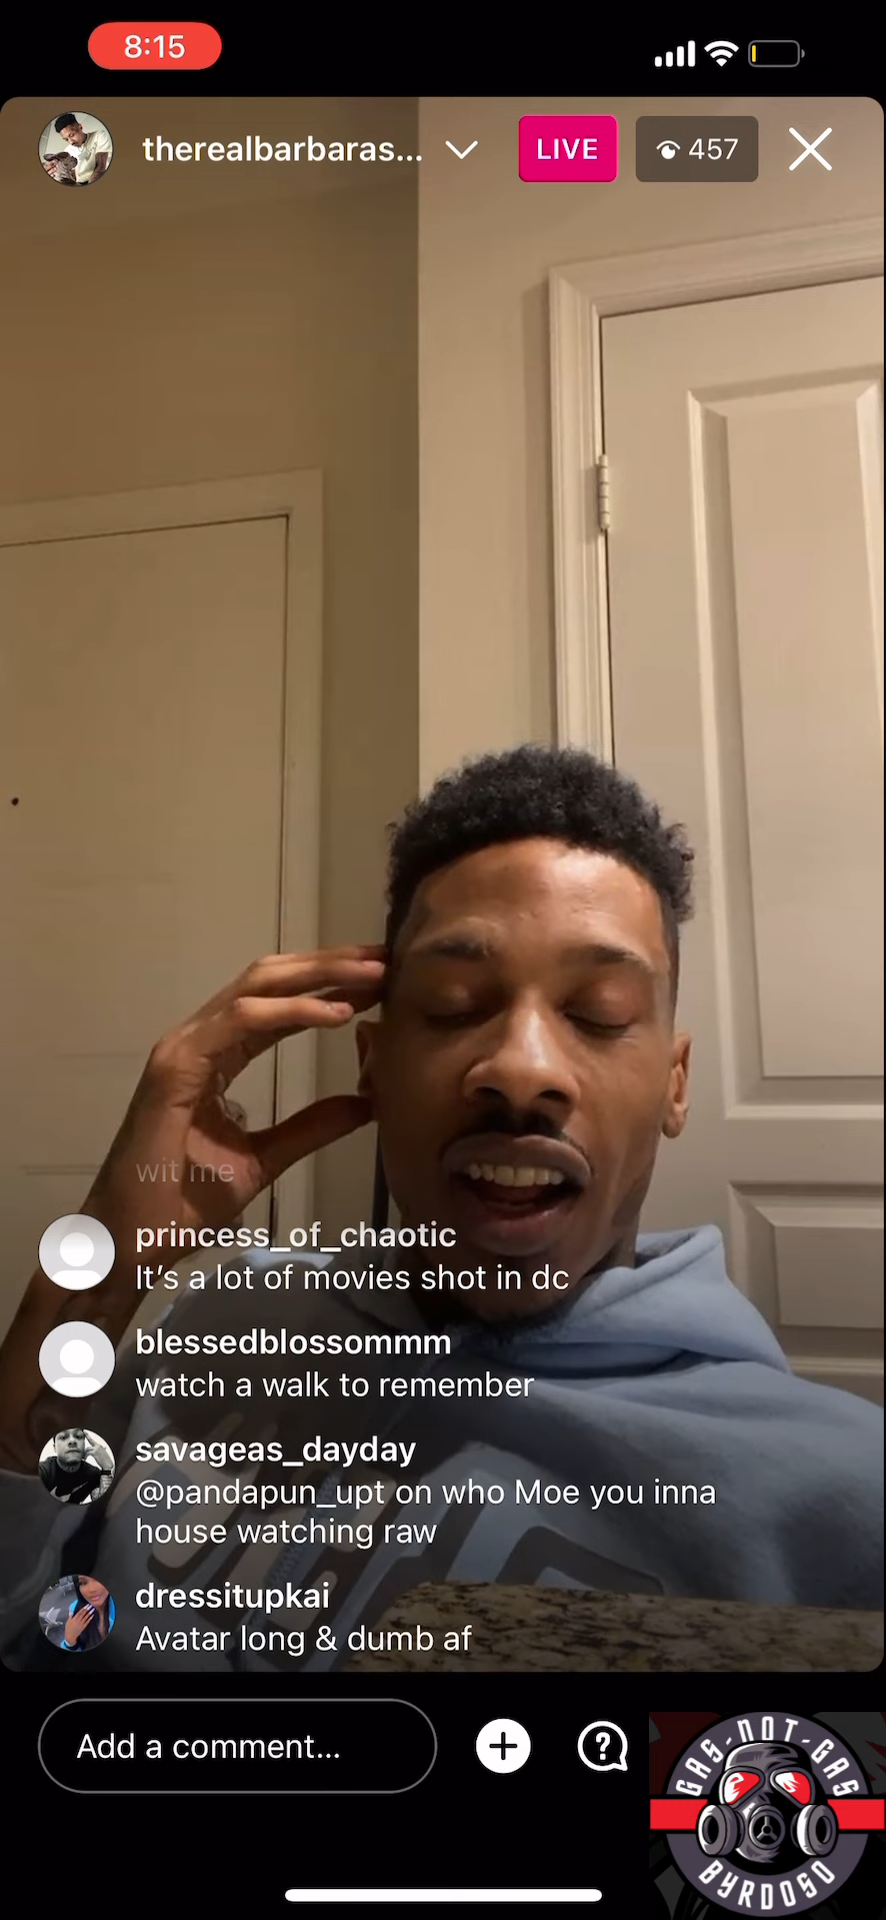 8:15
therealbarbaras...
LIVE
457
wit me
princess_of_chaotic
It's a lot of movies shot in dc
blessedblossommm
watch a walk to remember
savageas_dayday
@pandapun_upt on who Moe you inna
house watching raw
dressitupkai
Avatar long & dumb af
Add a comment...
GAS-NOT-GAS
BYRDOSO